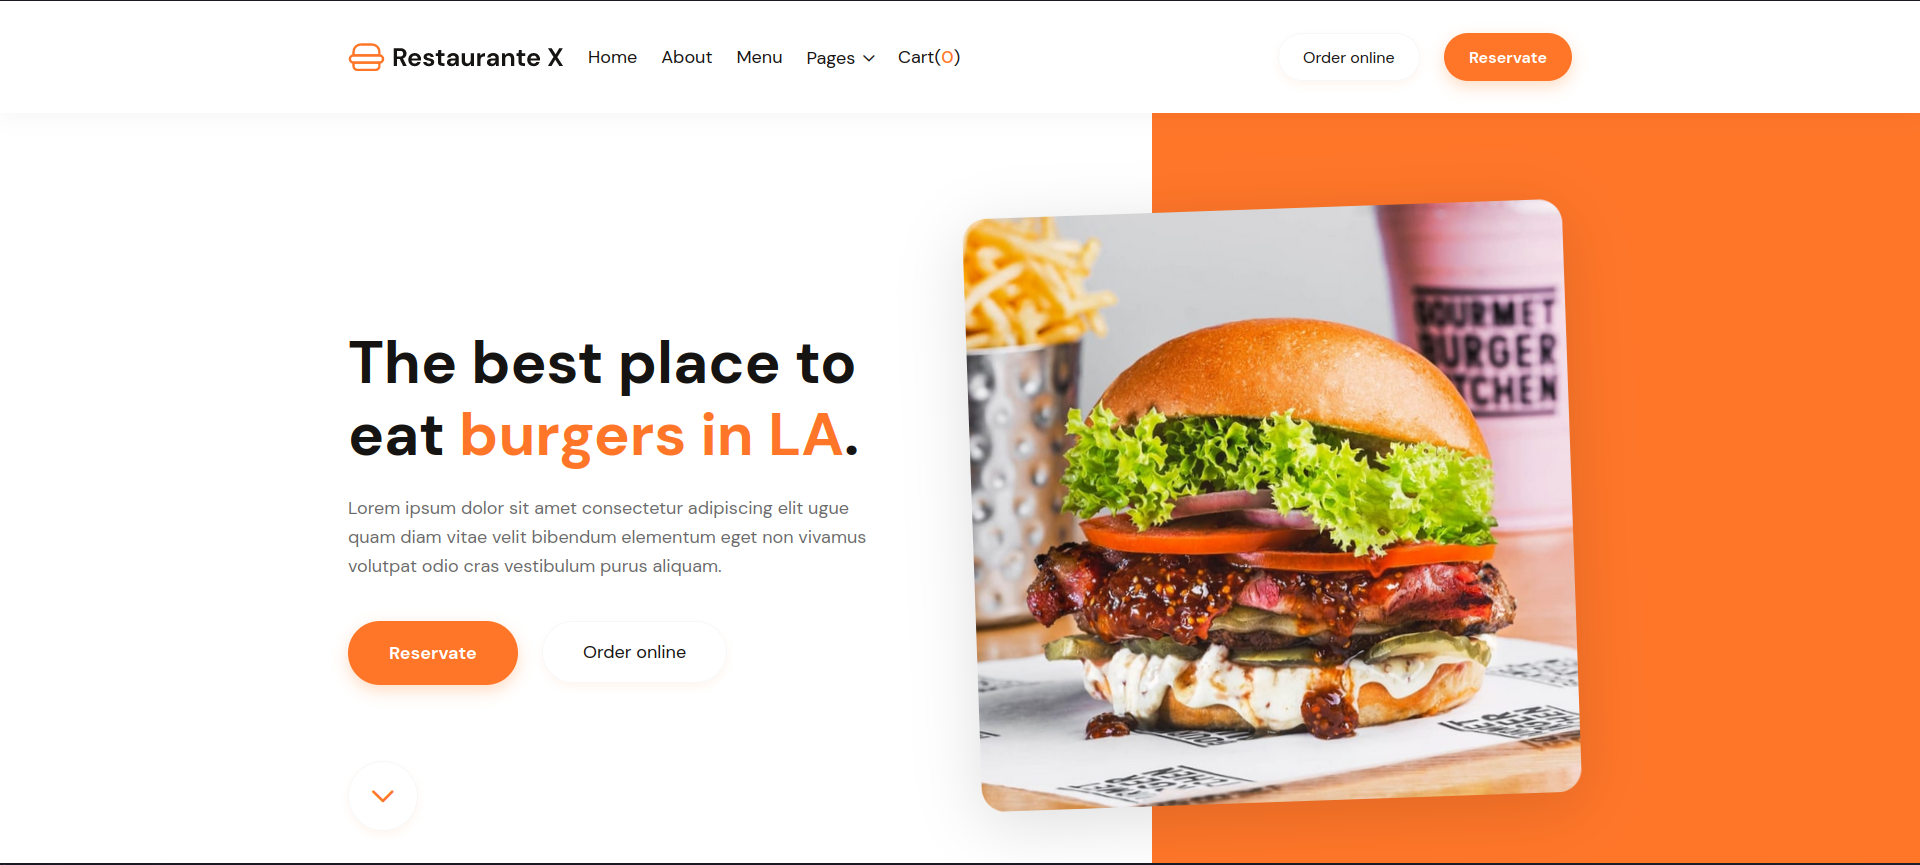 Restaurante X
Home
About
Menu
Pages
Cart(0)
Order online
Reservate
The best place to
eat burgers in LA.
Lorem ipsum dolor sit amet consectetur adipiscing elit ugue
quam diam vitae velit bibendum elementum eget non vivamus
volutpat odio cras vestibulum purus aliquam.
Reservate
Order online
GOURMET
BURGER
KITCHEN